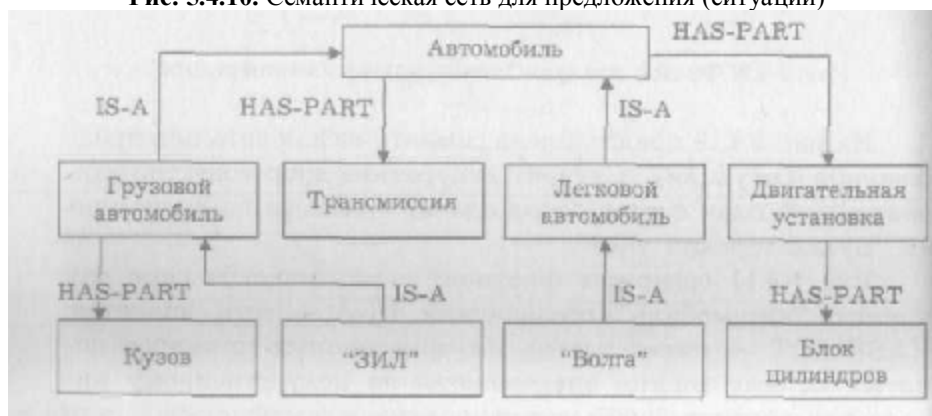 Рис. 3.4.10. Семантическая сеть для предложения (ситуации)
Автомобиль
HAS-PART
IS-A
HAS-PART
IS-A
Грузовой
автомобиль
Трансмиссия
Легковой
автомобиль
Двигательная
установка
HAS-PART
IS-A
IS-A
HAS-PART
Кузов
"ЗИЛ"
"Волга"
Блок
цилиндров